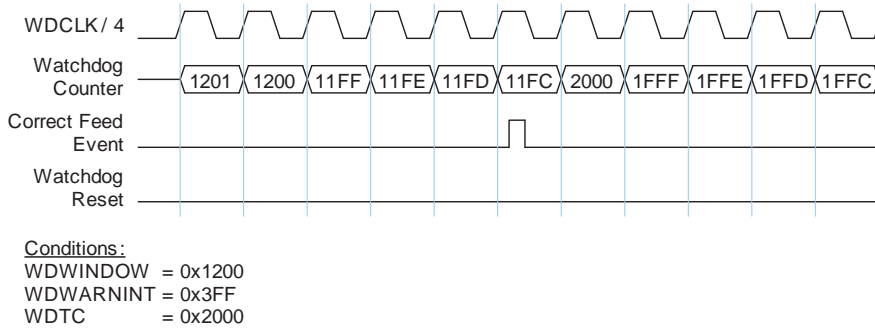 WDCLK / 4
Watchdog
Counter
1201 1200 11FF 11FE 11FD 11FC 2000 1FFF 1FFE 1FFD 1FFC
Correct Feed
Event
Watchdog
Reset
Conditions:
WDWINDOW = 0x1200
WDWARNINT = 0x3FF
WDTC = 0x2000